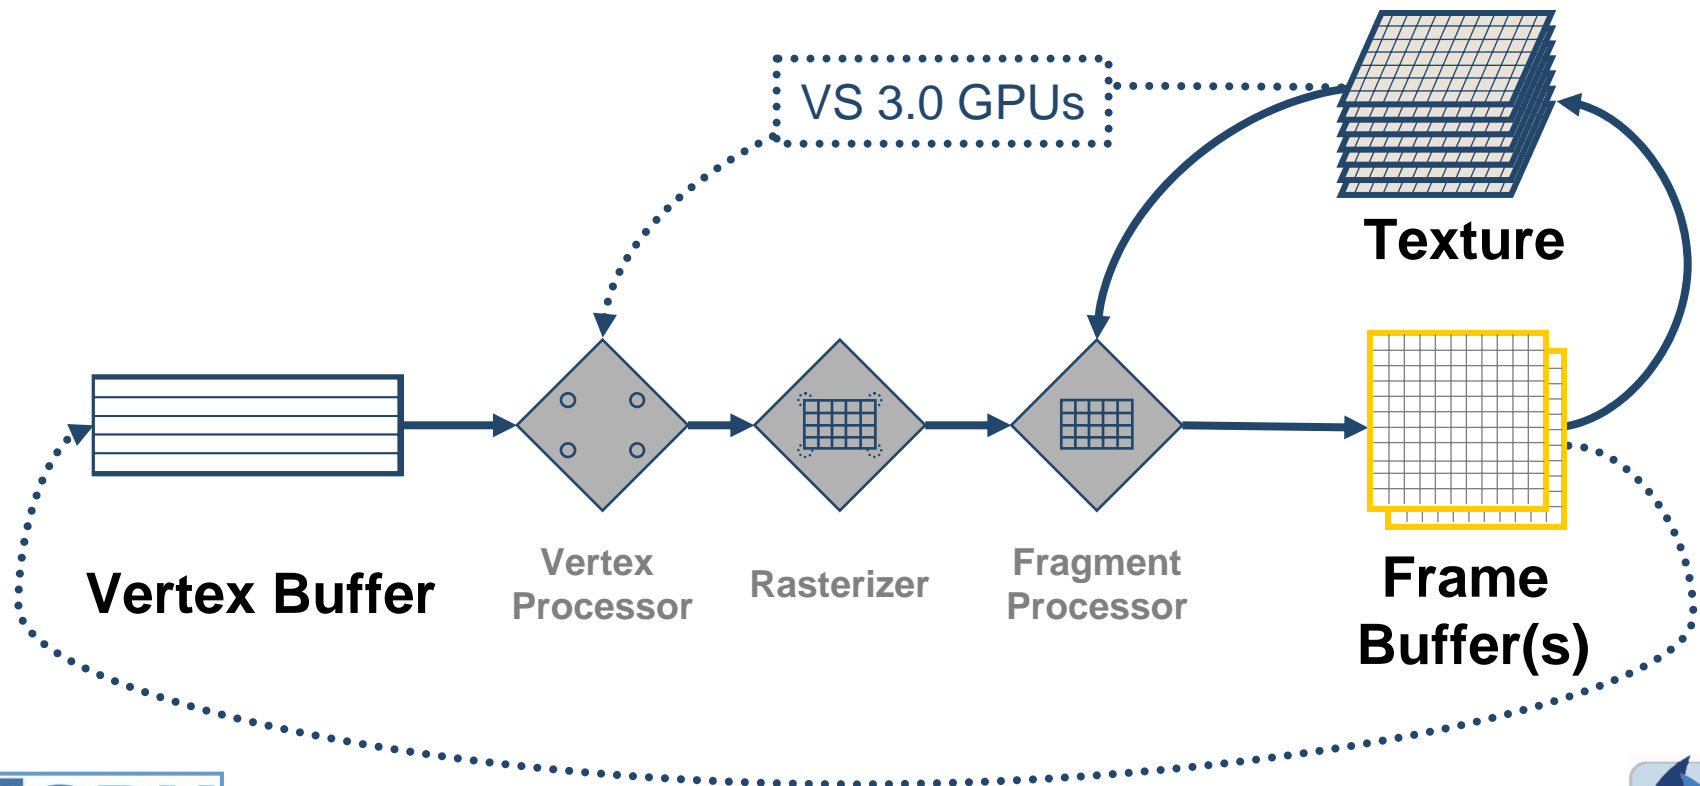 VS 3.0 GPUs
Texture
Vertex Buffer
Vertex
Processor
Rasterizer
Fragment
Processor
Frame
Buffer(s)